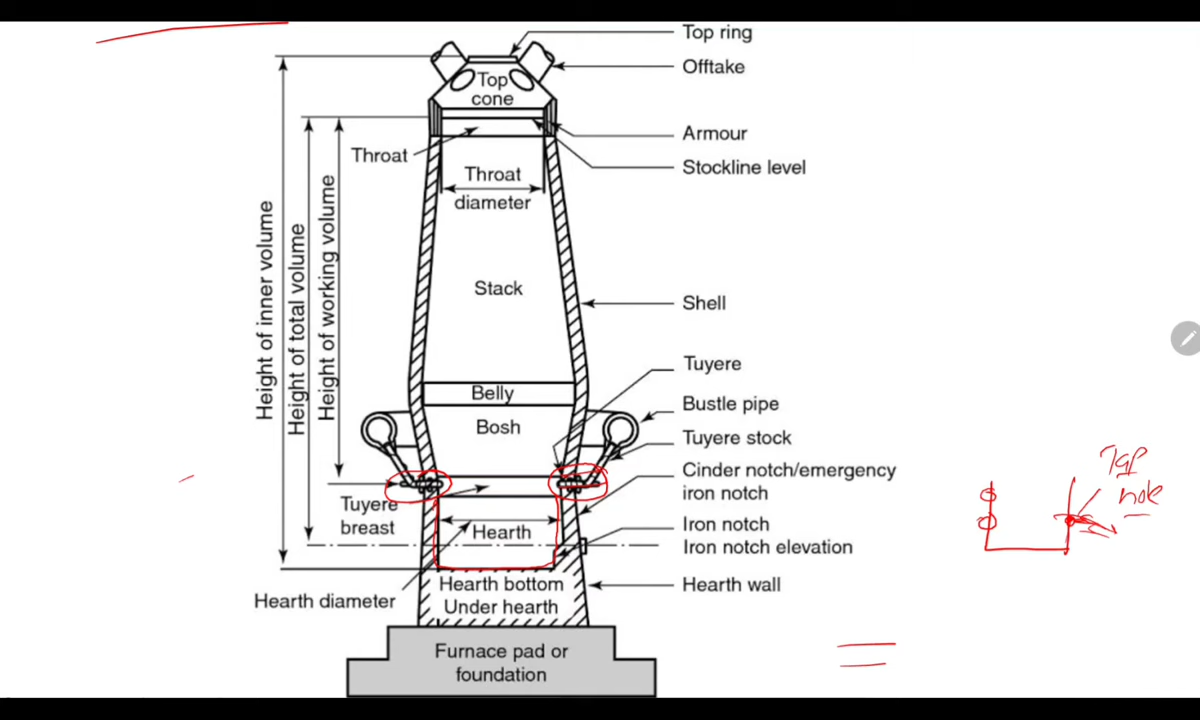 Top ring
Offtake
Top
cone
Armour
Throat
Stockline level
Throat
diameter
Height of inner volume
Height of total volume
Height of working volume
Stack
Shell
Tuyere
Belly
Bustle pipe
Bosh
Tuyere stock
Cinder notch/emergency
iron notch
Tuyere
breast
Hearth
Iron notch
Iron notch elevation
Hearth bottom
Under hearth
Hearth wall
Hearth diameter
Furnace pad or
foundation
Tap
hole